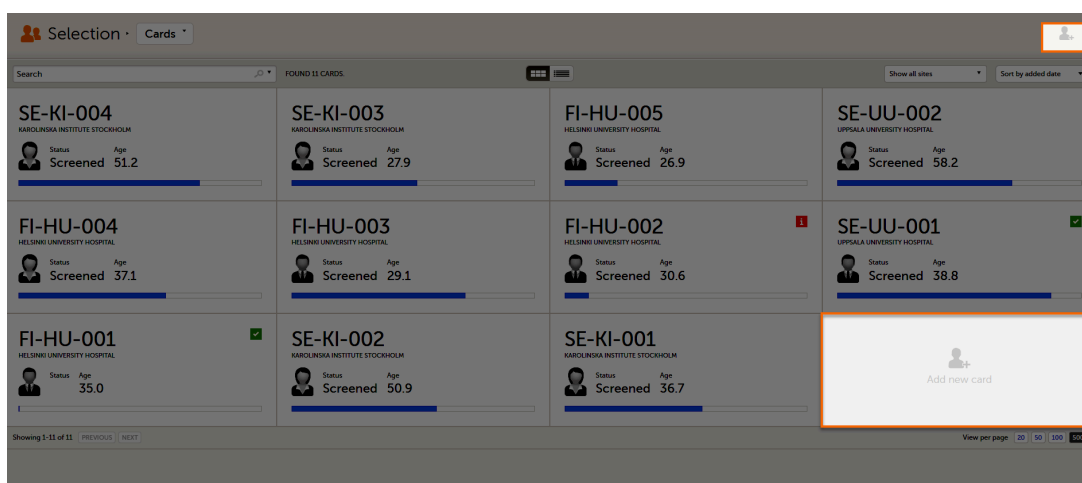 Selection · Cards
Search FOUND 11 CARDS. Show all sites Sort by added date
SE-KI-004 SE-KI-003 FI-HU-005 SE-UU-002
KAROLINSKA INSTITUTE STOCKHOLM KAROLINSKA INSTITUTE STOCKHOLM HELSINKI UNIVERSITY HOSPITAL UPPSALA UNIVERSITY HOSPITAL
Status Age Status Age Status Age Status Age
Screened 51.2 Screened 27.9 Screened 26.9 Screened 58.2
FI-HU-004 FI-HU-003 FI-HU-002 SE-UU-001
HELSINKI UNIVERSITY HOSPITAL HELSINKI UNIVERSITY HOSPITAL HELSINKI UNIVERSITY HOSPITAL UPPSALA UNIVERSITY HOSPITAL
Status Age Status Age Status Age Status Age
Screened 37.1 Screened 29.1 Screened 30.6 Screened 38.8
FI-HU-001 SE-KI-002 SE-KI-001
HELSINKI UNIVERSITY HOSPITAL KAROLINSKA INSTITUTE STOCKHOLM KAROLINSKA INSTITUTE STOCKHOLM
Status Age Status Age Status Age
35.0 Screened 50.9 Screened 36.7
Add new card
Showing 1-11 of 11 PREVIOUS NEXT View per page 20 50 100 500